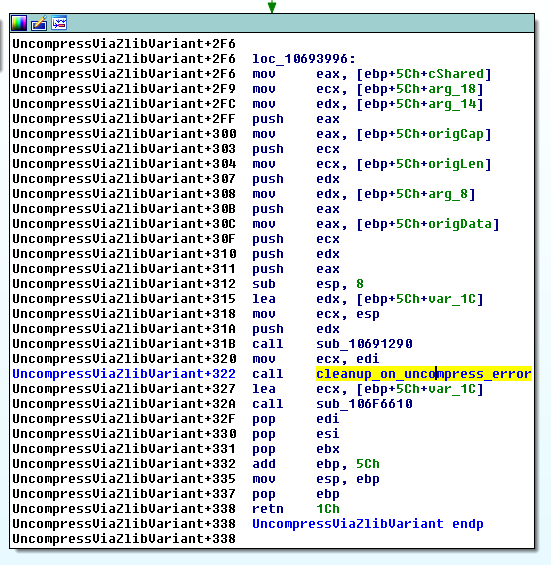 UncompressViaZlibVariant+2F6
UncompressViaZlibVariant+2F6 loc_10693996:
UncompressViaZlibVariant+2F6 mov eax, [ebp+5Ch+cShared]
UncompressViaZlibVariant+2F9 mov ecx, [ebp+5Ch+arg_18]
UncompressViaZlibVariant+2FC mov edx, [ebp+5Ch+arg_14]
UncompressViaZlibVariant+2FF push eax
UncompressViaZlibVariant+300 mov eax, [ebp+5Ch+origCap]
UncompressViaZlibVariant+303 push ecx
UncompressViaZlibVariant+304 mov ecx, [ebp+5Ch+origLen]
UncompressViaZlibVariant+307 push edx
UncompressViaZlibVariant+308 mov edx, [ebp+5Ch+arg_8]
UncompressViaZlibVariant+30B push eax
UncompressViaZlibVariant+30C mov eax, [ebp+5Ch+origData]
UncompressViaZlibVariant+30F push ecx
UncompressViaZlibVariant+310 push edx
UncompressViaZlibVariant+311 push eax
UncompressViaZlibVariant+312 sub esp, 8
UncompressViaZlibVariant+315 lea edx, [ebp+5Ch+var_1C]
UncompressViaZlibVariant+318 mov ecx, esp
UncompressViaZlibVariant+31A push edx
UncompressViaZlibVariant+31B call sub_10691290
UncompressViaZlibVariant+320 mov ecx, edi
UncompressViaZlibVariant+322 call cleanup_on_uncompress_error
UncompressViaZlibVariant+327 lea ecx, [ebp+5Ch+var_1C]
UncompressViaZlibVariant+32A call sub_106F6610
UncompressViaZlibVariant+32F pop edi
UncompressViaZlibVariant+330 pop esi
UncompressViaZlibVariant+331 pop ebx
UncompressViaZlibVariant+332 add ebp, 5Ch
UncompressViaZlibVariant+335 mov esp, ebp
UncompressViaZlibVariant+337 pop ebp
UncompressViaZlibVariant+338 retn 1Ch
UncompressViaZlibVariant+338 UncompressViaZlibVariant endp
UncompressViaZlibVariant+338